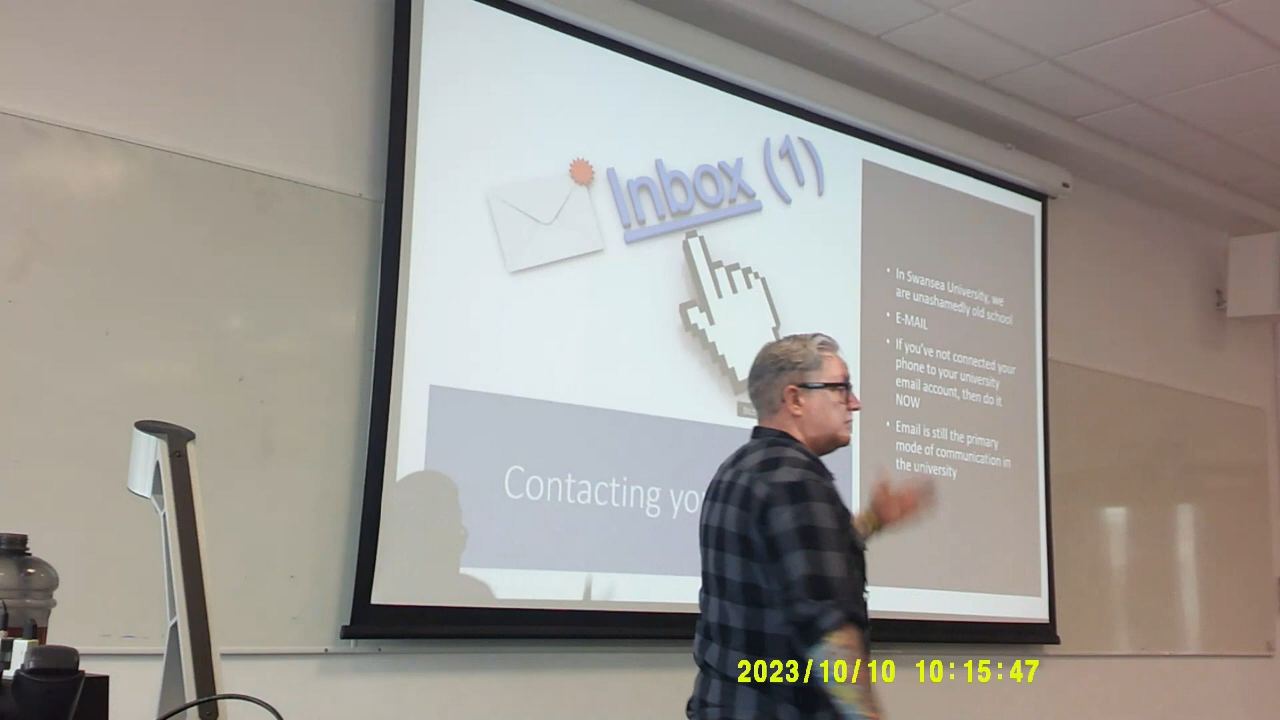 Inbox (1)
In Swansea University, we
are unashamedly old school
E-MAIL
If you've not connected your
phone to your university
email account, then do it
NOW
Email is still the primary
mode of communication in
the university
Contacting
2023/10/10 10:15:47